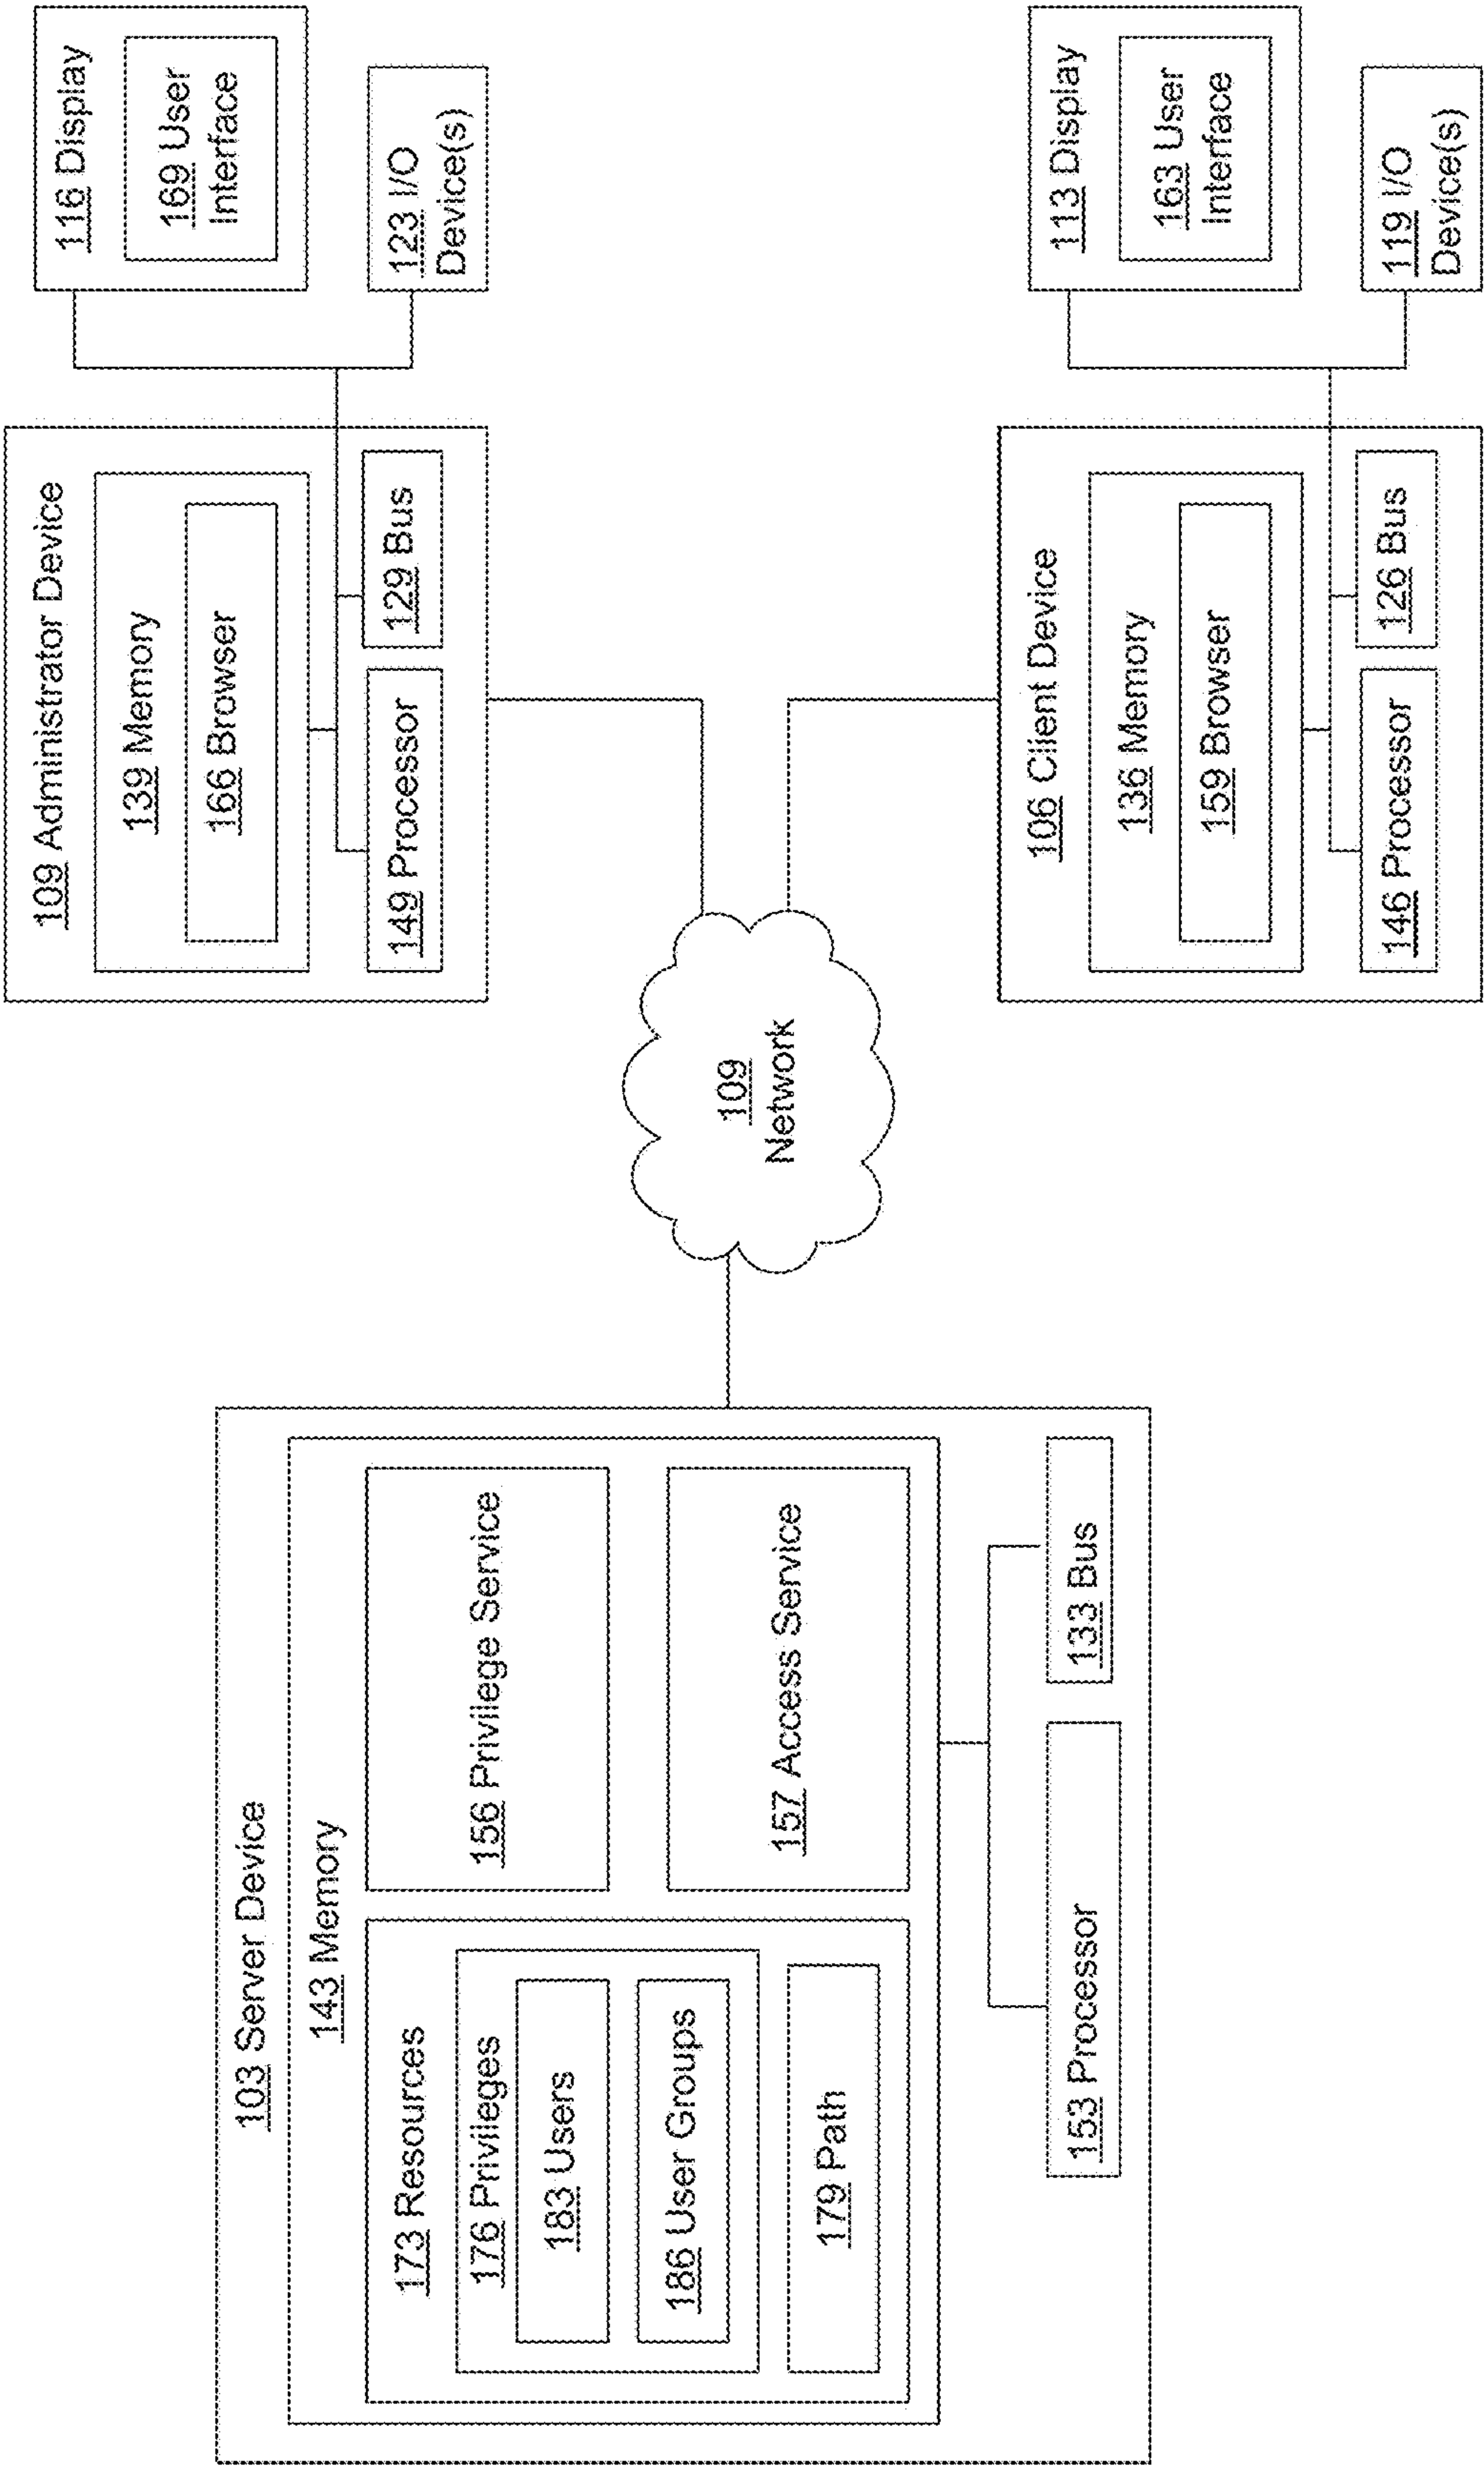 103 Server Device
143 Memory
173 Resources
176 Privileges
183 Users
186 User Groups
179 Path
156 Privilege Service
157 Access Service
153 Processor
133 Bus
109
Network
109 Administrator Device
139 Memory
166 Browser
149 Processor
129 Bus
116 Display
169 User
Interface
123 I/O
Device(s)
106 Client Device
136 Memory
159 Browser
146 Processor
126 Bus
113 Display
163 User
Interface
119 I/O
Device(s)